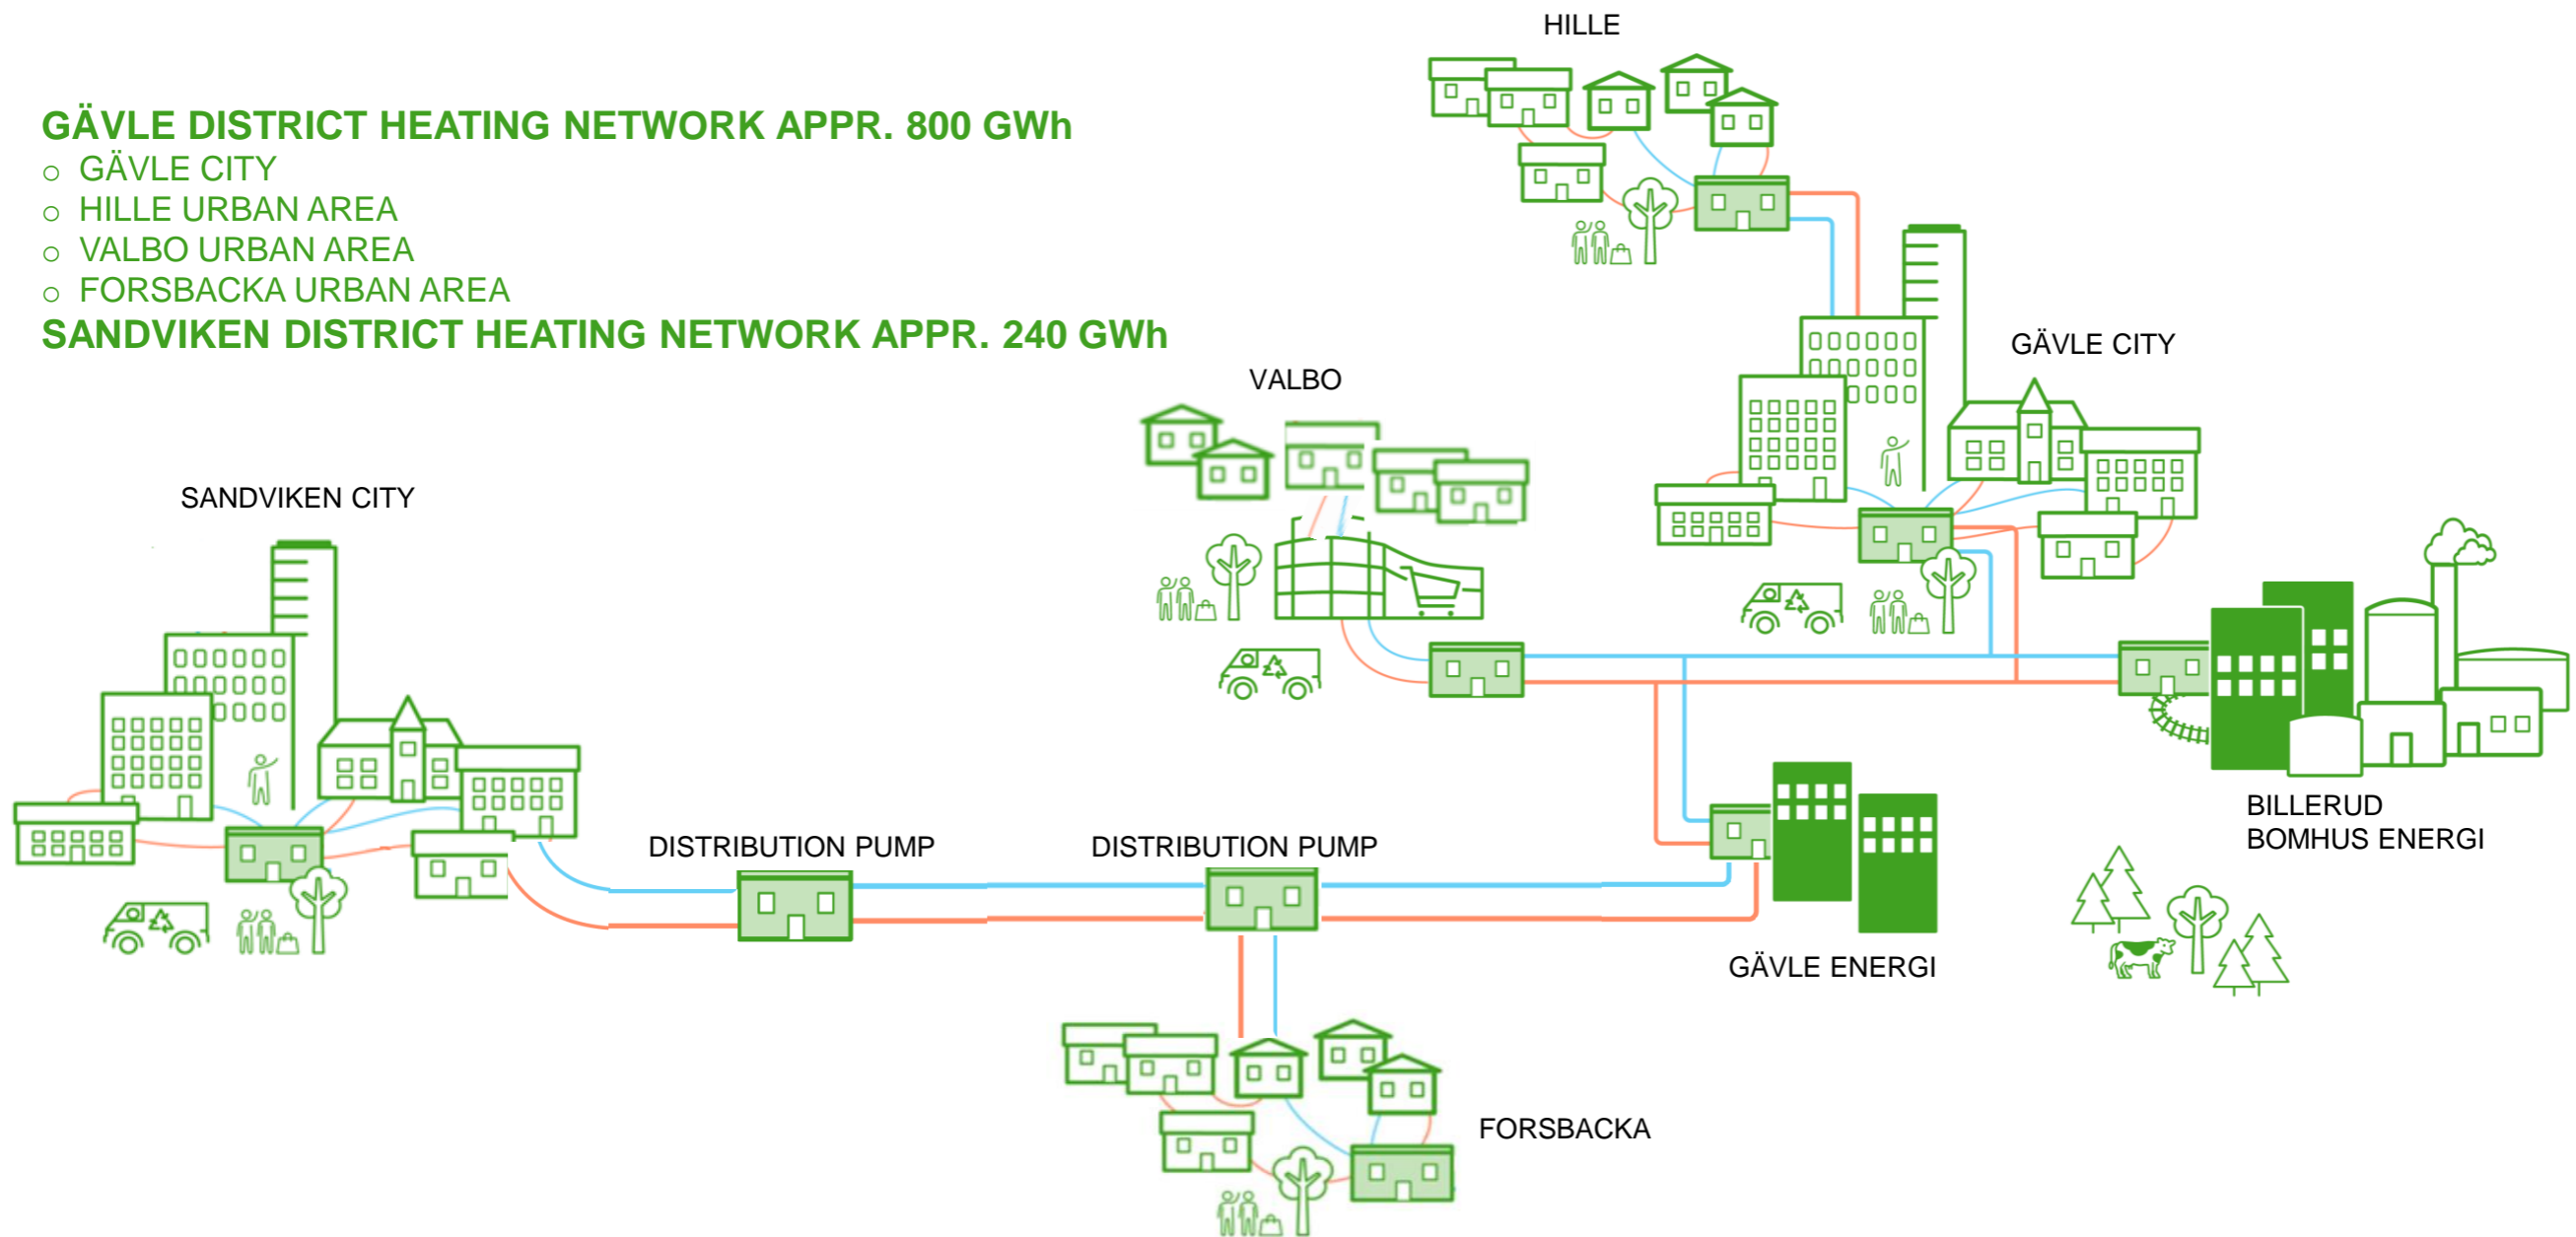 GÄVLE DISTRICT HEATING NETWORK APPR. 800 GWh
o GÄVLE CITY
o HILLE URBAN AREA
o VALBO URBAN AREA
o FORSBACKA URBAN AREA
SANDVIKEN DISTRICT HEATING NETWORK APPR. 240 GWh
HILLE
GÄVLE CITY
VALBO
SANDVIKEN CITY
BILLERUD
BOMHUS ENERGI
DISTRIBUTION PUMP
DISTRIBUTION PUMP
GÄVLE ENERGI
FORSBACKA